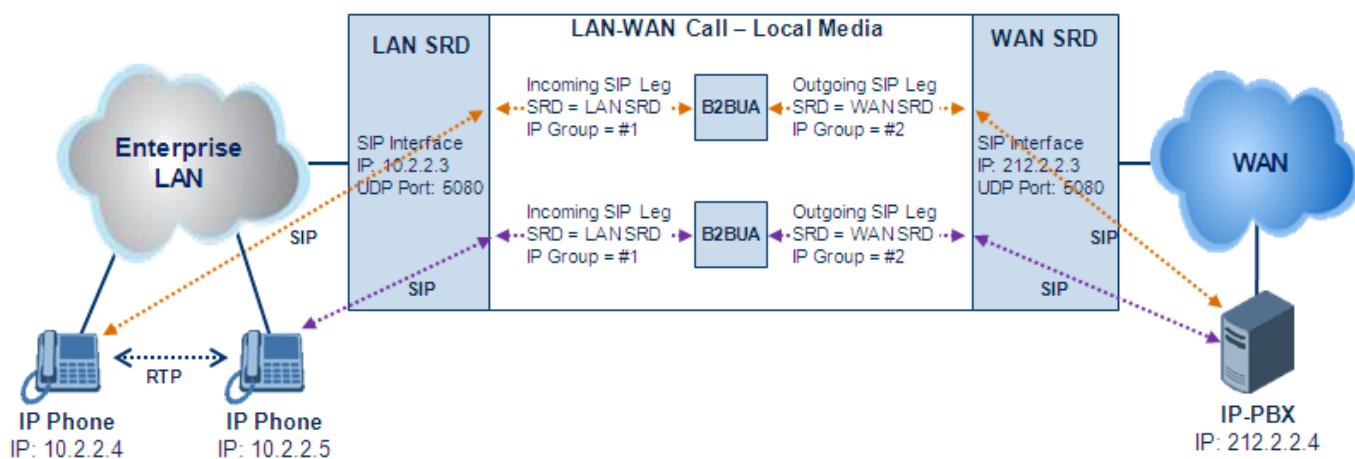 LAN SRD
LAN-WAN Call – Local Media
WAN SRD
Incoming SIP Leg
SRD = LAN SRD
IP Group = #1
B2BUA
Outgoing SIP Leg
SRD = WAN SRD
IP Group = #2
Enterprise
LAN
SIP Interface
IP: 10.2.2.3
UDP Port: 5080
SIP Interface
IP: 212.2.2.3
UDP Port: 5080
WAN
SIP
Incoming SIP Leg
SRD = LAN SRD
IP Group = #1
B2BUA
Outgoing SIP Leg
SRD = WAN SRD
IP Group = #2
SIP
SIP
SIP
RTP
IP Phone
IP: 10.2.2.4
IP Phone
IP: 10.2.2.5
IP-PBX
IP: 212.2.2.4